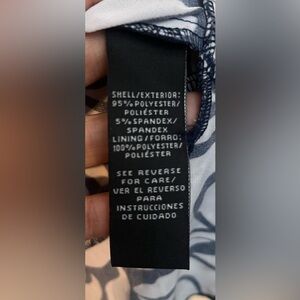 SHELL/EXTERIOR:
95%POLYESTER/
POLIÉSTER
5%SPANDEX/
SPANDEX
LINING/FORRO:
100%POLYESTER/
POLIÉSTER
SEE REVERSE
FOR CARE/
VER EL REVERSO
PARA
INSTRUCCIONES
DE CUIDADO